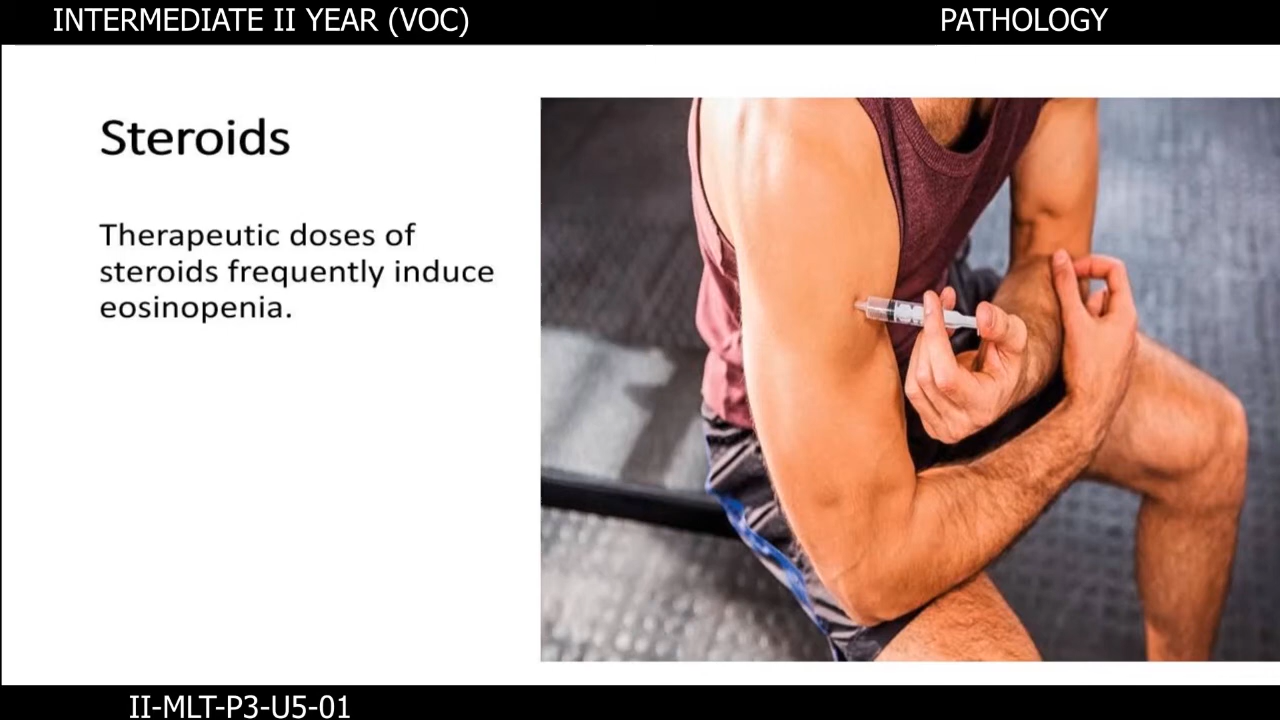 INTERMEDIATE II YEAR (VOC)
PATHOLOGY
Steroids
Therapeutic doses of
steroids frequently induce
eosinopenia.
II-MLT-P3-U5-01